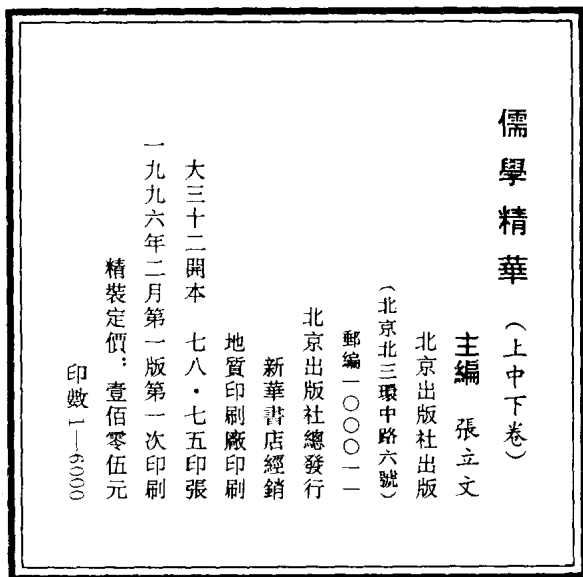 儒學精華（上中下卷）
主編 張立文
北京出版社出版
（北京北三環中路六號）
郵編一〇〇〇一一
北京出版社總發行
新華書店經銷
地質印刷廠印刷
大三十二開本 七八·七五印張
一九九六年二月第一版第一次印刷
精裝定價：壹佰零伍元
印數 1—6000